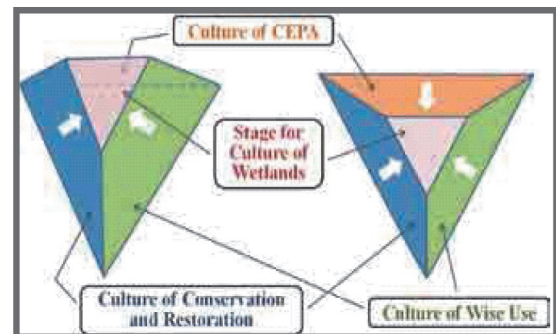 Culture of CEPA
Stage for
Culture of
Wetlands
Culture of Conservation
and Restoration
Culture of Wise Use